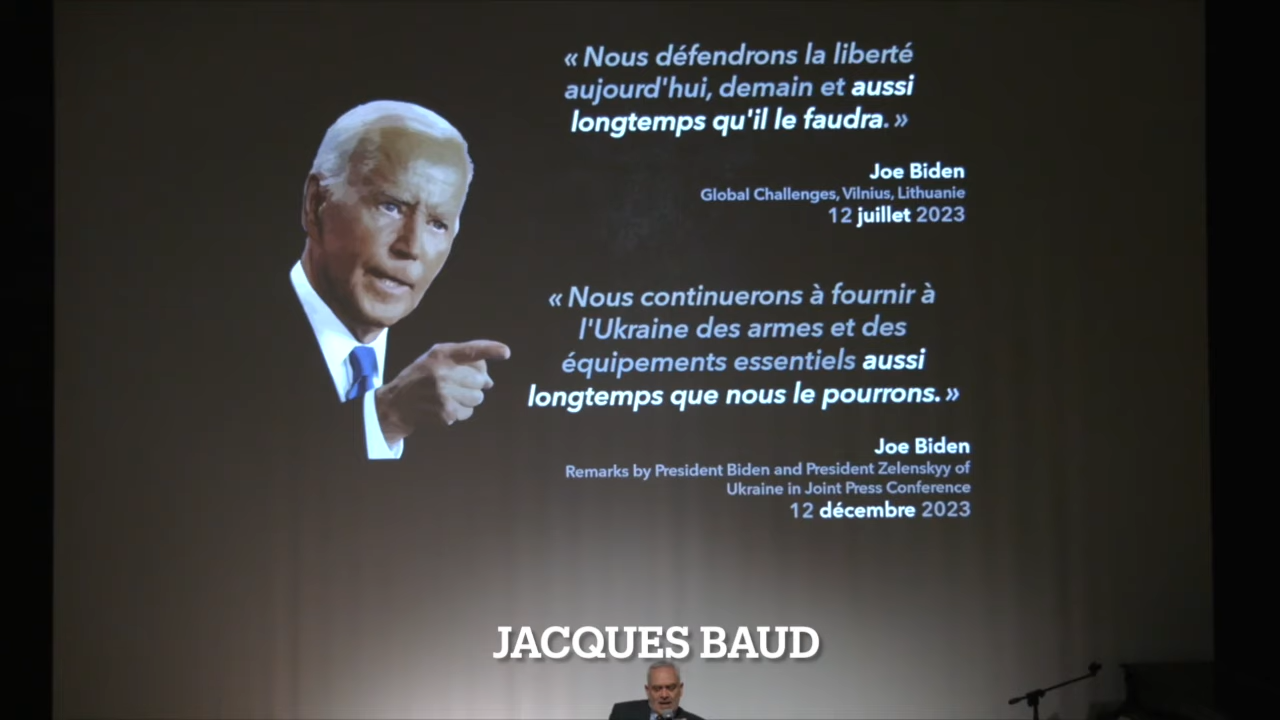 « Nous défendrons la liberté
aujourd'hui, demain et aussi
longtemps qu'il le faudra. »
Joe Biden
Global Challenges, Vilnius, Lithuanie
12 juillet 2023
« Nous continuerons à fournir à
l'Ukraine des armes et des
équipements essentiels aussi
longtemps que nous le pourrons. »
Joe Biden
Remarks by President Biden and President Zelenskyy of
Ukraine in Joint Press Conference
12 décembre 2023
JACQUES BAUD